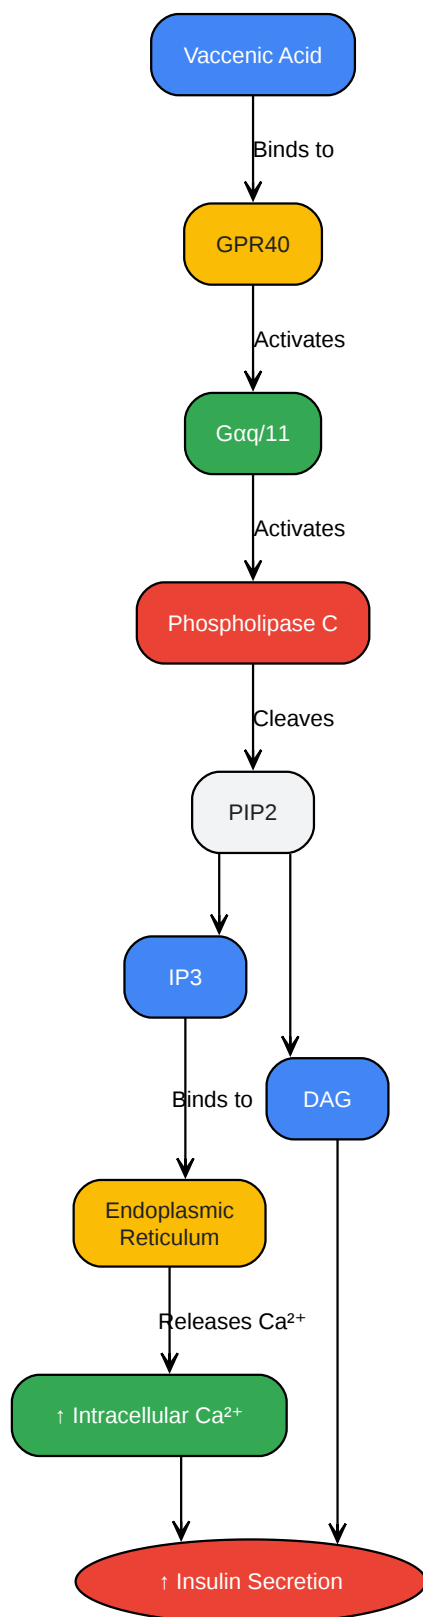 Vaccenic Acid
Binds to
GPR40
Activates
Gαq/11
Activates
Phospholipase C
Cleaves
PIP2
IP3
Binds to
DAG
Endoplasmic
Reticulum
Releases Ca²⁺
↑ Intracellular Ca²⁺
↑ Insulin Secretion